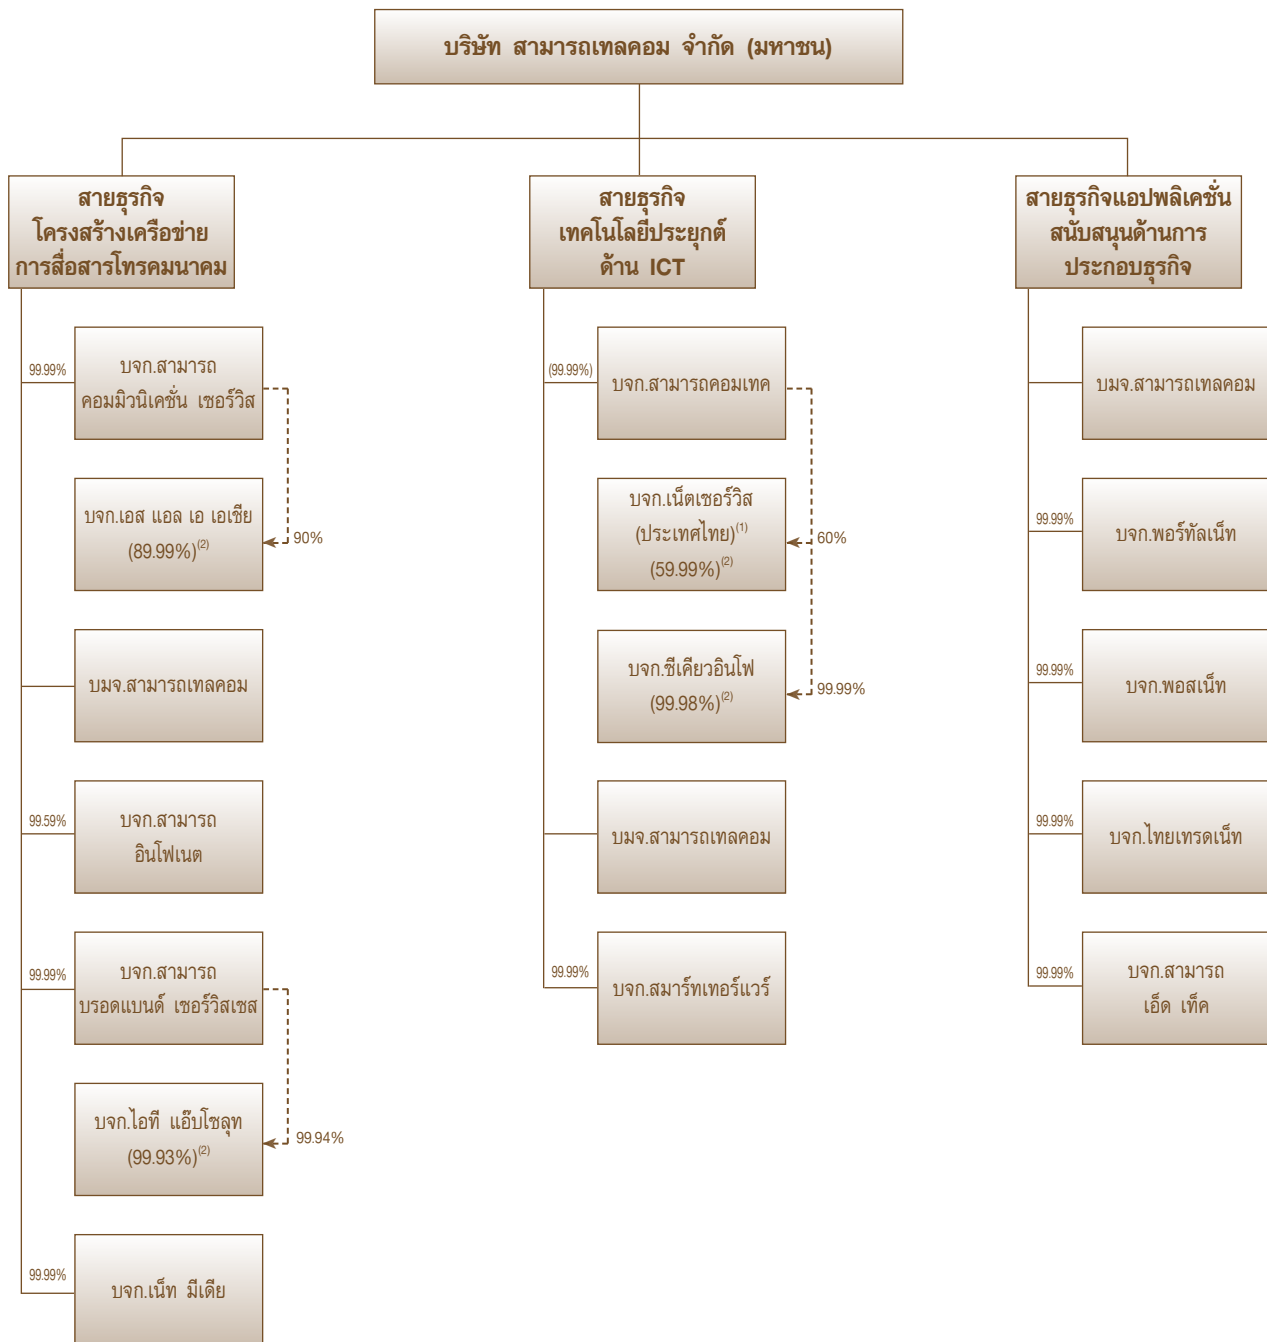 บริษัท สามารถเทลคอม จำกัด (มหาชน)
สายธุรกิจ
โครงสร้างเครือข่าย
การสื่อสารโทรคมนาคม
99.99%
บจก.สามารถ
คอมมิวนิเคชั่น เซอร์วิส
บจก.เอส แอล เอ เอเชีย
(89.99%)(2)
90%
บมจ.สามารถเทลคอม
99.59%
บจก.สามารถ
อินโฟเนต
99.99%
บจก.สามารถ
บรอดแบนด์ เซอร์วิสเซส
บจก.ไอที แอ๊บโซลุท
(99.93%)(2)
99.94%
99.99%
บจก.เน็ท มีเดีย
สายธุรกิจ
เทคโนโลยีประยุกต์
ด้าน ICT
(99.99%)
บจก.สามารถคอมเทค
บจก.เน็ตเซอร์วิส
(ประเทศไทย)(1)
(59.99%)(2)
60%
บจก.ซีเคียวอินโฟ
(99.98%)(2)
99.99%
บมจ.สามารถเทลคอม
99.99%
บจก.สมาร์ทเทอร์แวร์
สายธุรกิจแอปพลิเคชั่น
สนับสนุนด้านการ
ประกอบธุรกิจ
บมจ.สามารถเทลคอม
99.99%
บจก.พอร์ทัลเน็ท
99.99%
บจก.พอสเน็ท
99.99%
บจก.ไทยเทรดเน็ท
99.99%
บจก.สามารถ
เอ็ด เท็ค